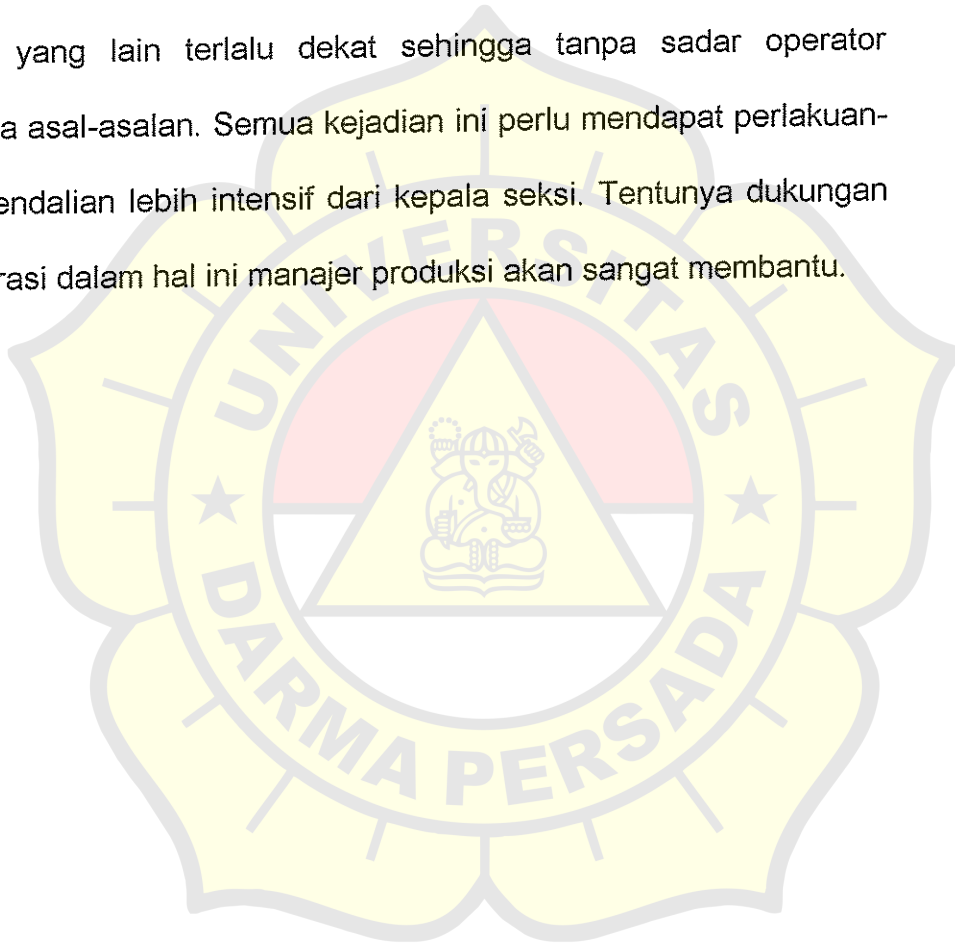 yang lain terlalu dekat sehingga tanpa sadar operator
a asal-asalan. Semua kejadian ini perlu mendapat perlakuan-
endalian lebih intensif dari kepala seksi. Tentunya dukungan
rasi dalam hal ini manajer produksi akan sangat membantu.
UNIVERSITAS
DARMA PERSADA